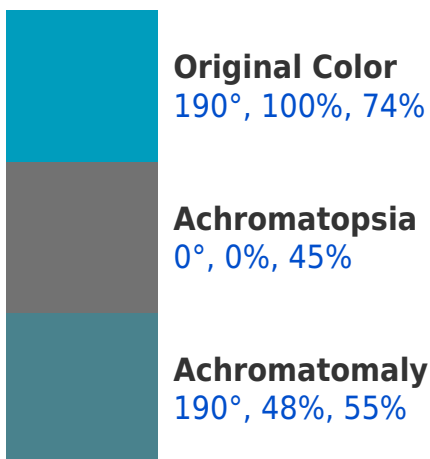 Original Color
190°, 100%, 74%
Achromatopsia
0°, 0%, 45%
Achromatomaly
190°, 48%, 55%